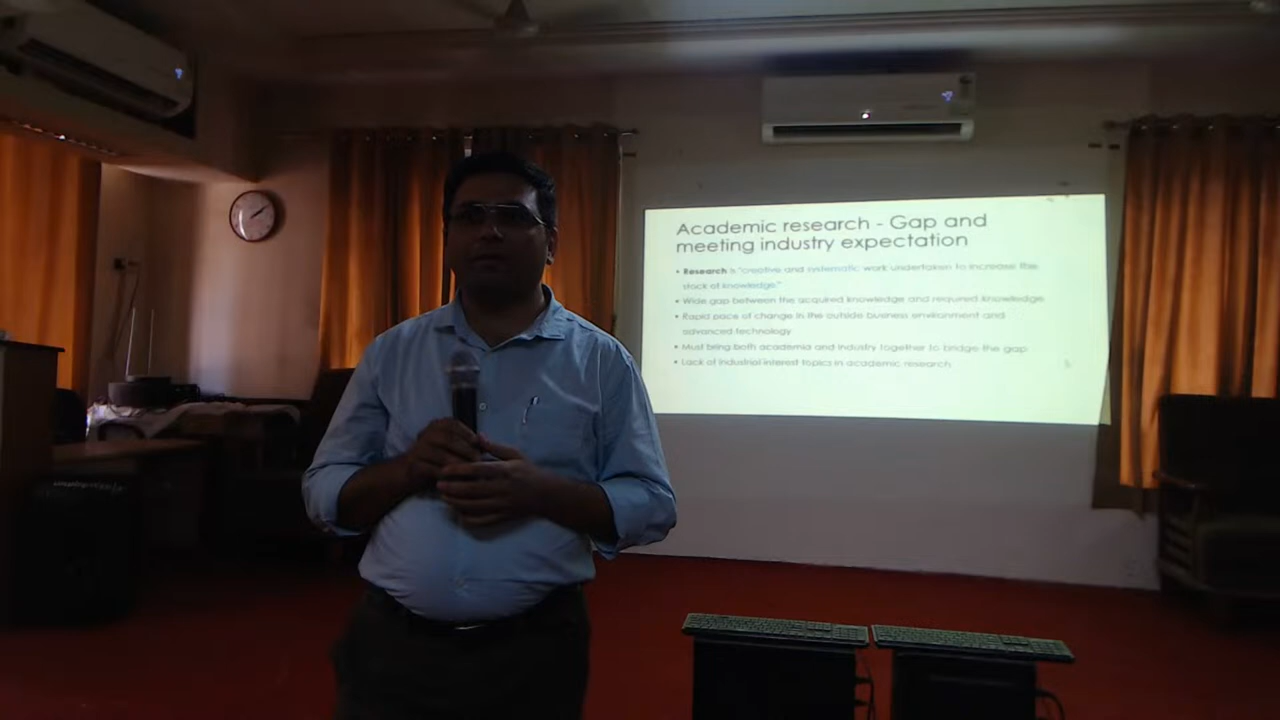 Academic research - Gap and
meeting industry expectation
• Research is "creative and systematic work undertaken to increase the
stock of knowledge."
• Wide gap between the acquired knowledge and required knowledge.
• Rapid pace of change in the outside business environment and
advanced technology
• Must bring both academia and industry together to bridge the gap.
• Lack of industrial interest topics in academic research.